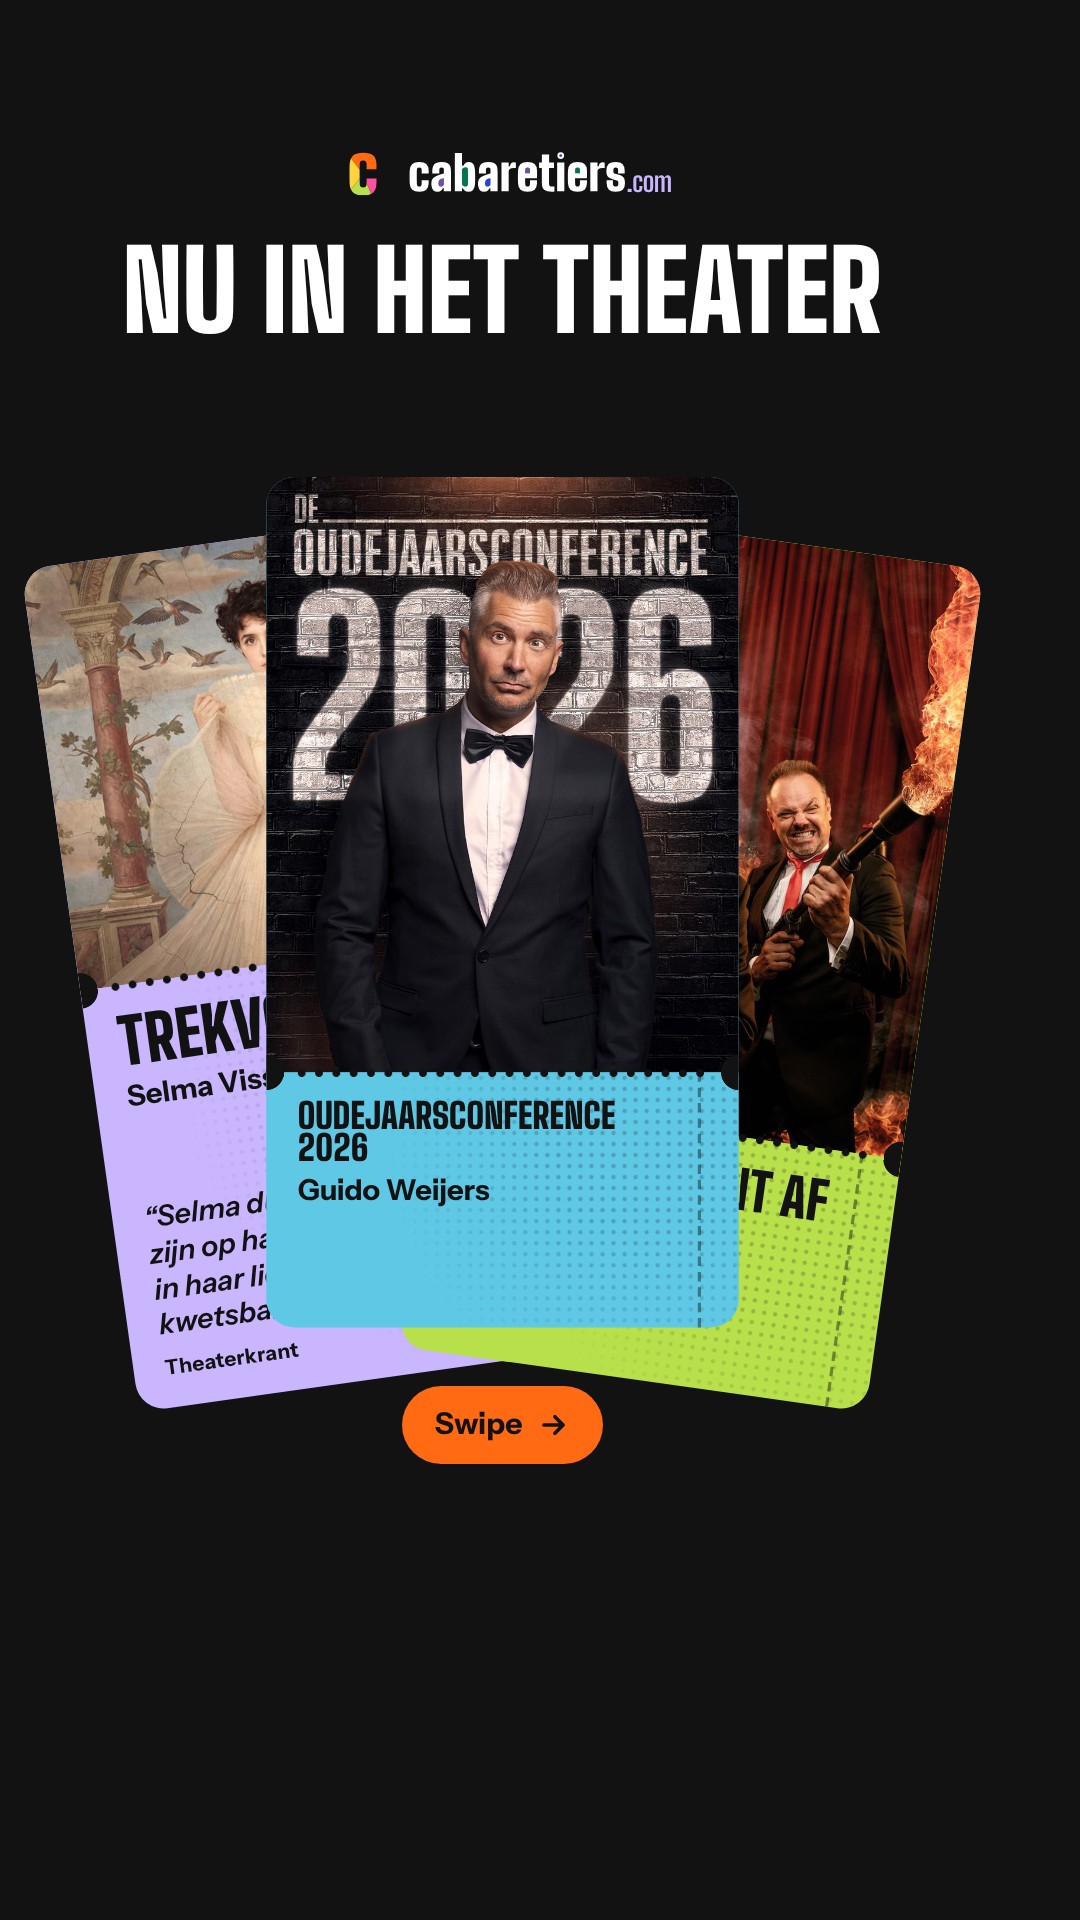 cabaretiers.com
NU IN HET THEATER
DE
OUDEJAARSCONFERENCE
2026
TREKV
Selma Viss
“Selma d
zijn op ha
in haar li
kwetsba
Theaterkrant
OUDEJAARSCONFERENCE
2026
Guido Weijers
IT AF
Swipe →